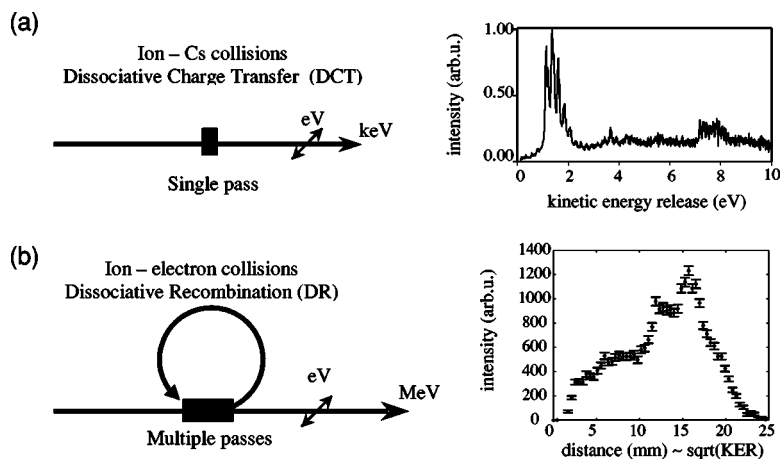 (a)
Ion – Cs collisions
Dissociative Charge Transfer (DCT)
eV
keV
Single pass
intensity (arb.u.)
1.00
0.50
0.00
0 2 4 6 8 10
kinetic energy release (eV)
(b)
Ion – electron collisions
Dissociative Recombination (DR)
eV
MeV
Multiple passes
intensity (arb.u.)
1400
1200
1000
800
600
400
200
0
0 5 10 15 20 25
distance (mm) ~ sqrt(KER)